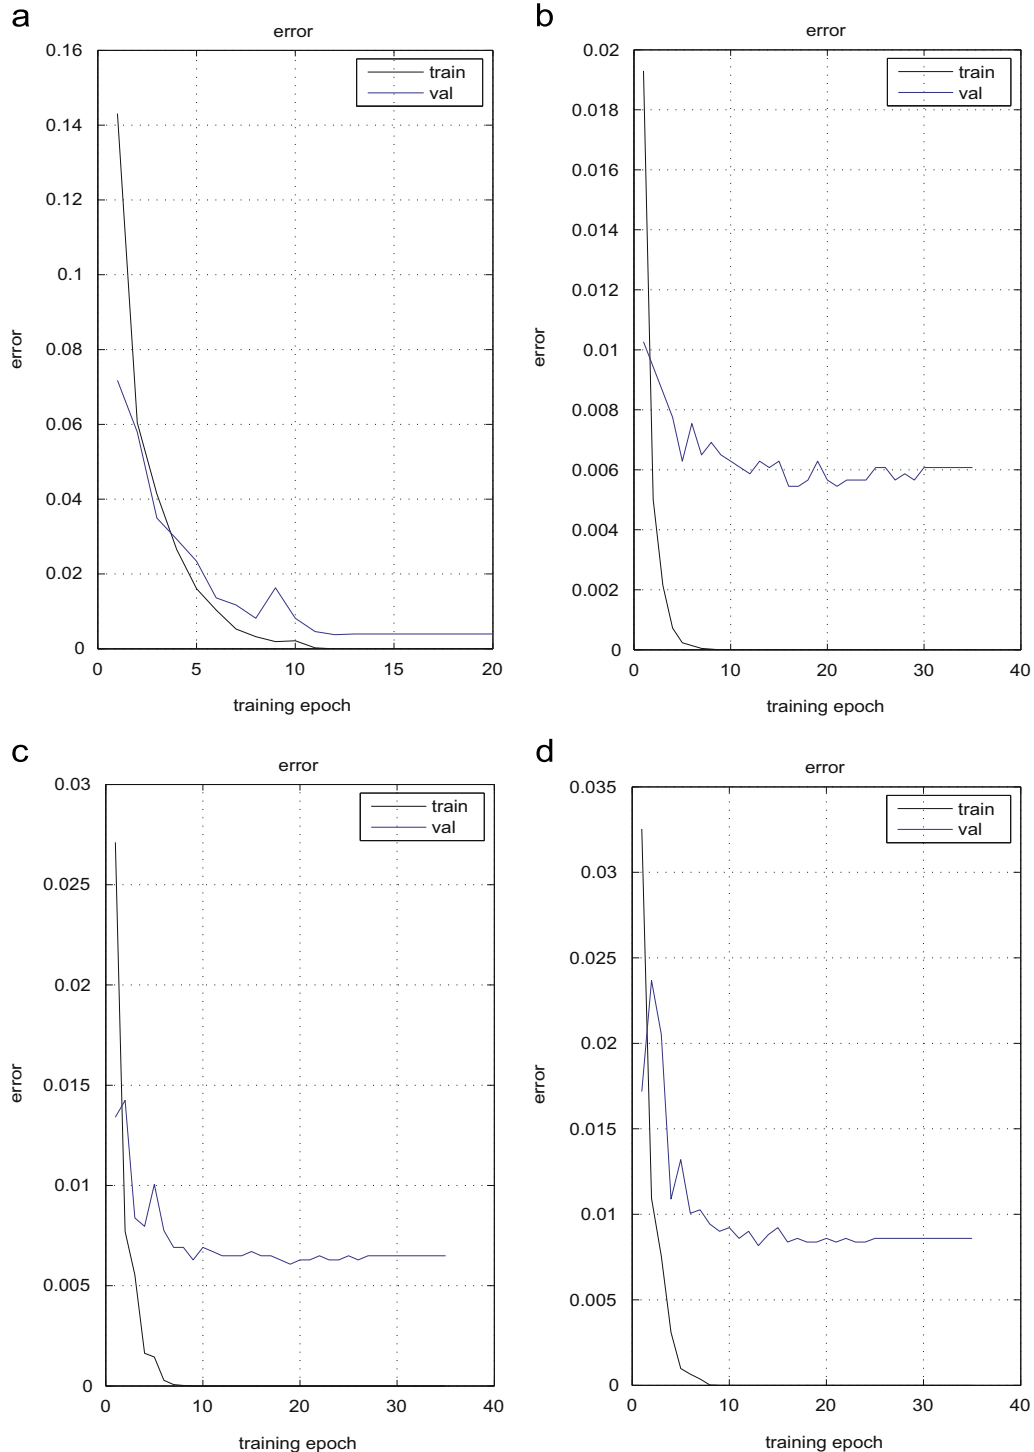 a
error
0.16
0.14
0.12
0.1
0.08
0.06
0.04
0.02
0
error
train
val
0 5 10 15 20
training epoch
b
error
0.02
0.018
0.016
0.014
0.012
0.01
0.008
0.006
0.004
0.002
0
error
train
val
0 10 20 30 40
training epoch
c
error
0.03
0.025
0.02
0.015
0.01
0.005
0
error
train
val
0 10 20 30 40
training epoch
d
error
0.035
0.03
0.025
0.02
0.015
0.01
0.005
0
error
train
val
0 10 20 30 40
training epoch